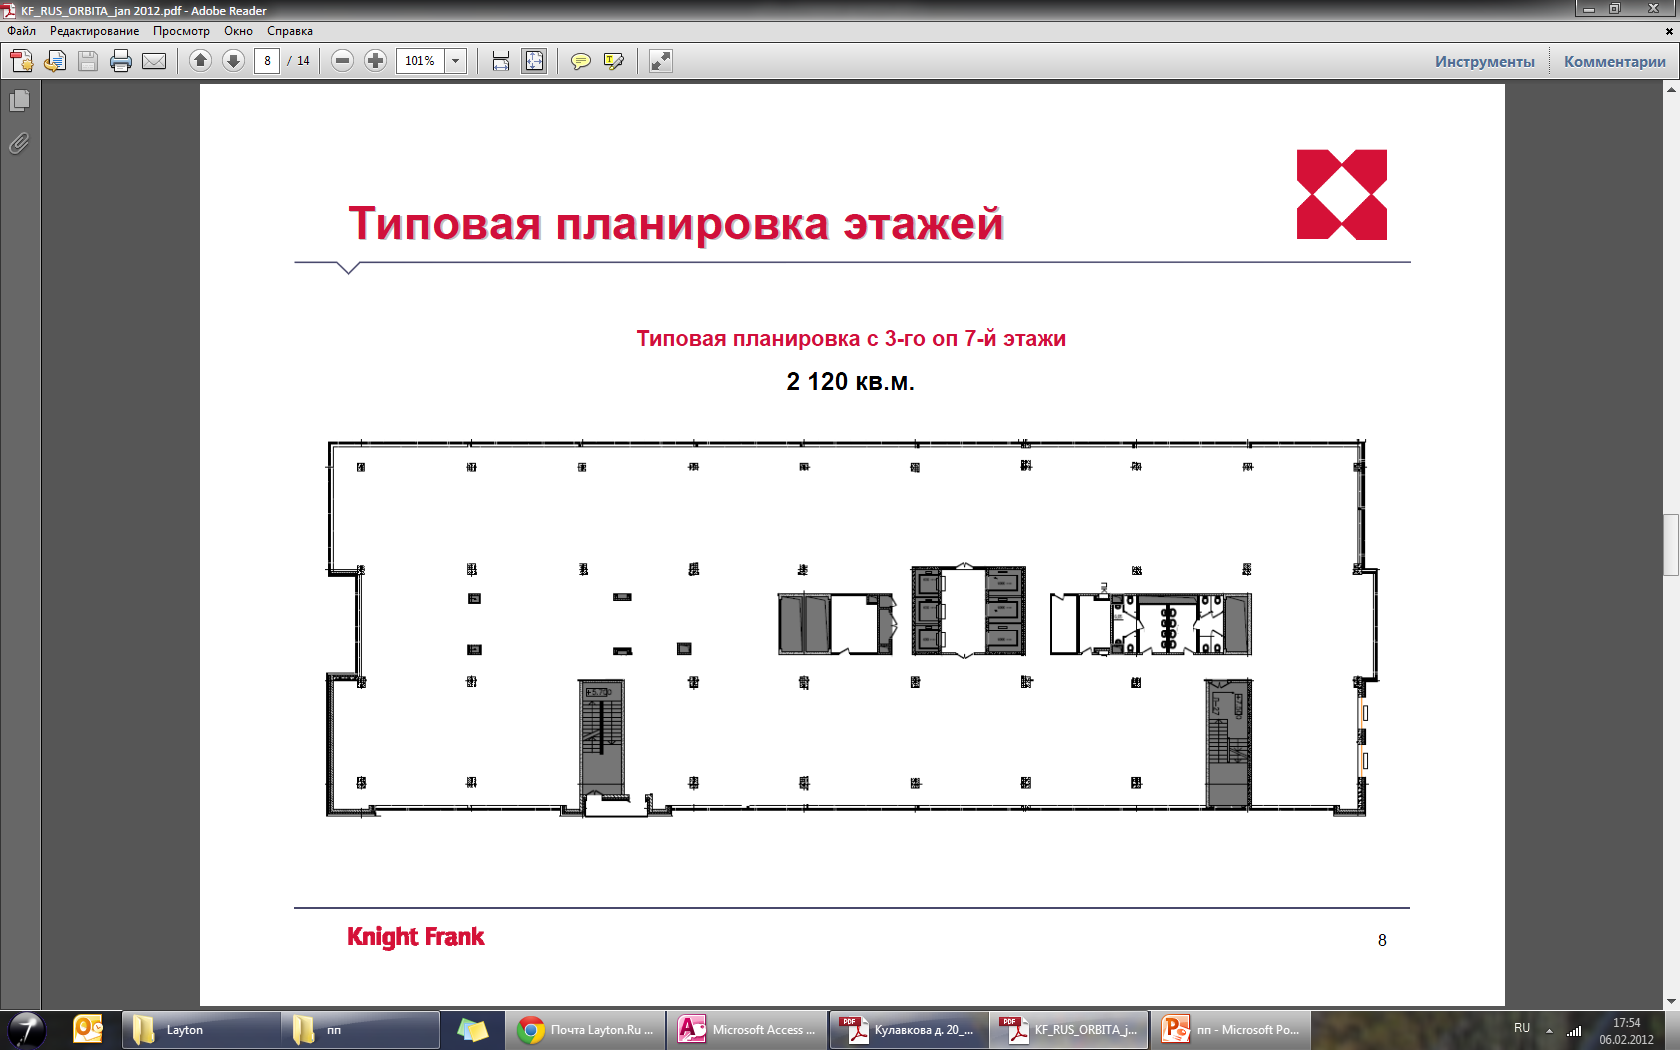 KF_RUS_ORBITA_jan 2012.pdf - Adobe Reader
Файл Редактирование Просмотр Окно Справка
8 / 14 101% Инструменты Комментарии
Типовая планировка этажей
Типовая планировка с 3-го оп 7-й этажи
2 120 кв.м.
Knight Frank
8
Layton пп Почта Layton.Ru ... Microsoft Access ... Кулавкова д. 20_... KF_RUS_ORBITA_j... пп - Microsoft Po... RU 17:54
06.02.2012